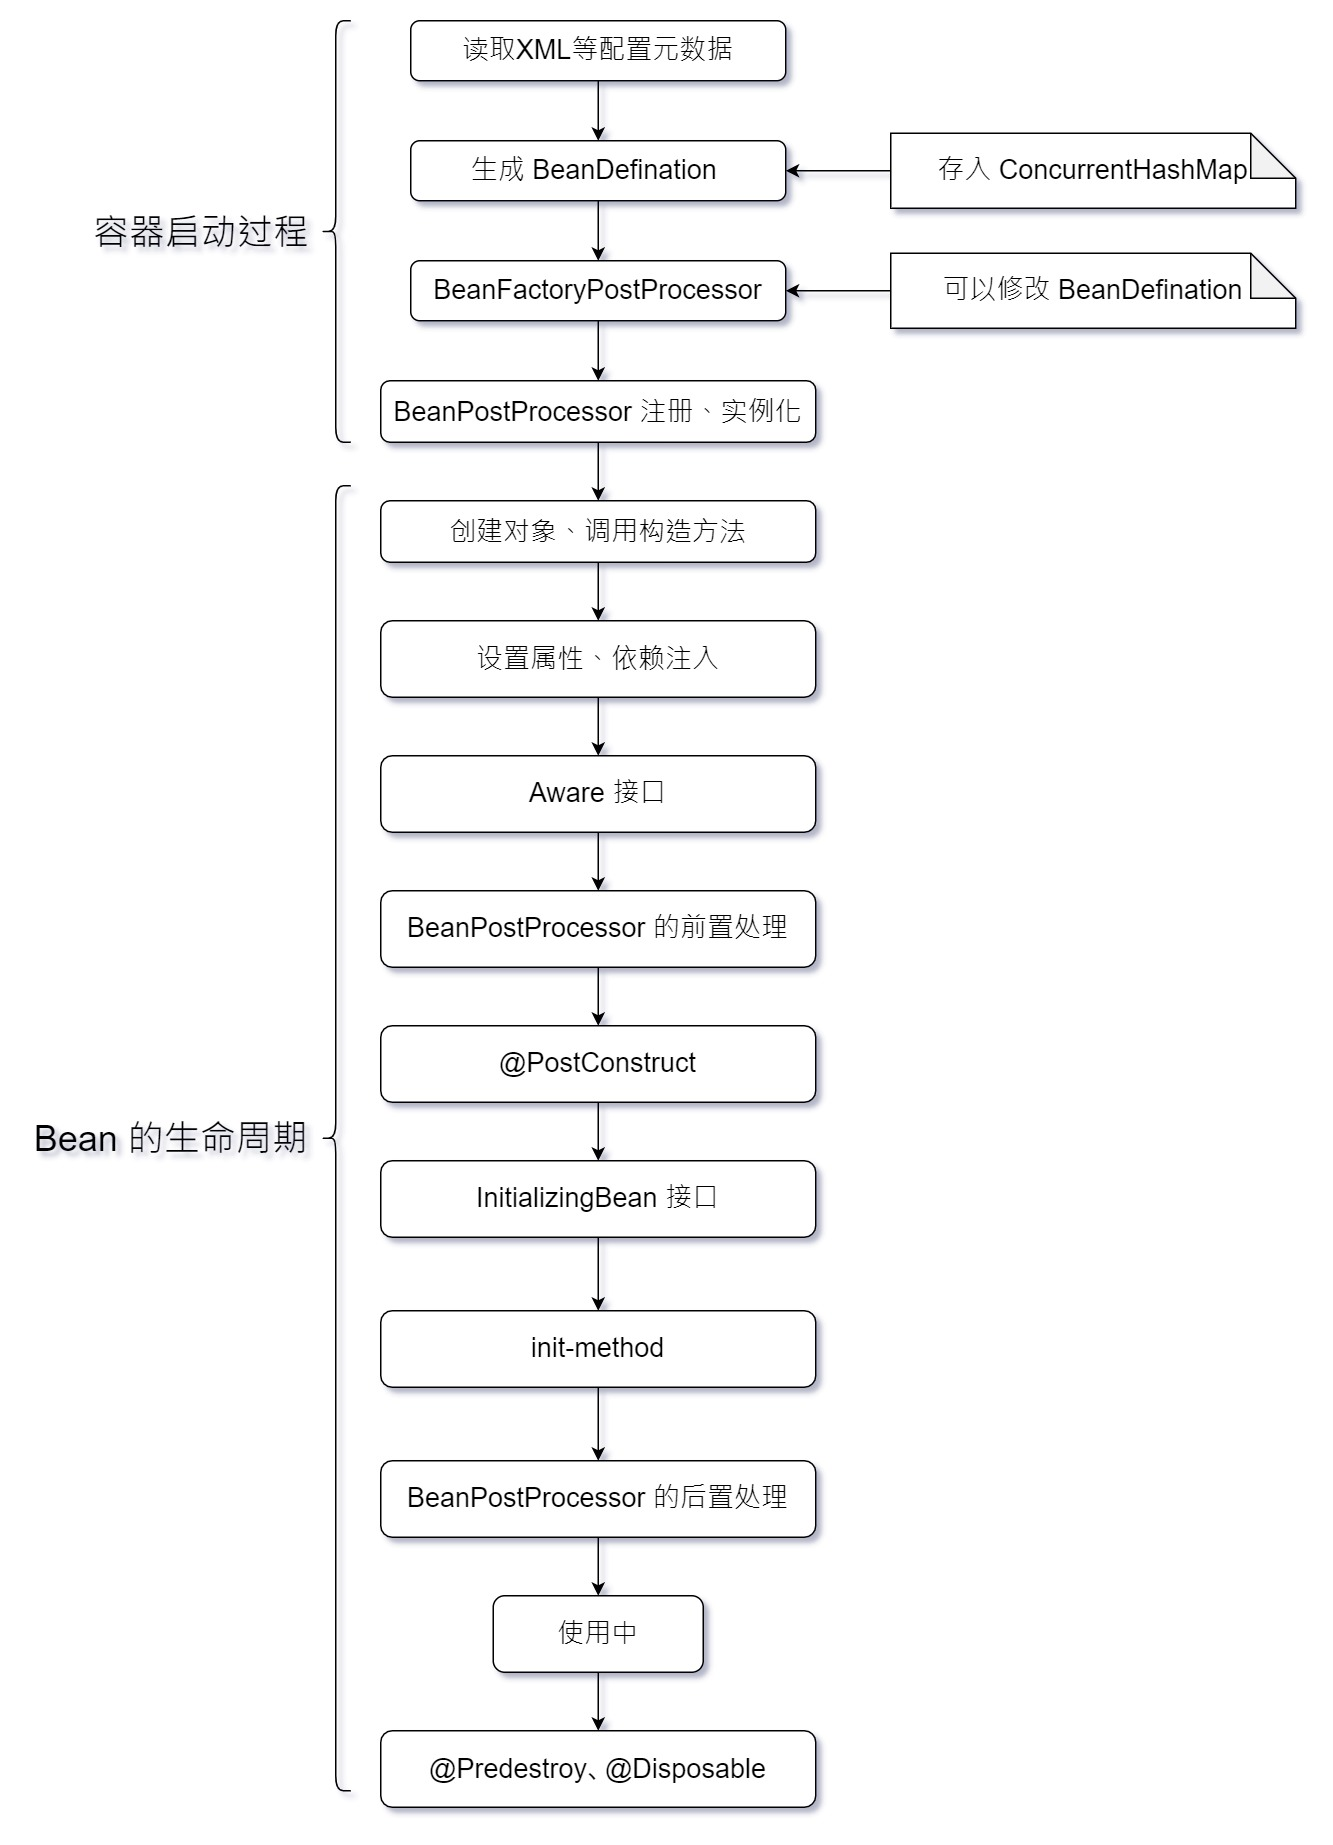 读取XML等配置元数据
生成 BeanDefination
存入 ConcurrentHashMap
容器启动过程
BeanFactoryPostProcessor
可以修改 BeanDefination
BeanPostProcessor 注册、实例化
创建对象、调用构造方法
设置属性、依赖注入
Aware 接口
BeanPostProcessor 的前置处理
@PostConstruct
Bean 的生命周期
InitializingBean 接口
init-method
BeanPostProcessor 的后置处理
使用中
@Predestroy、@Disposable